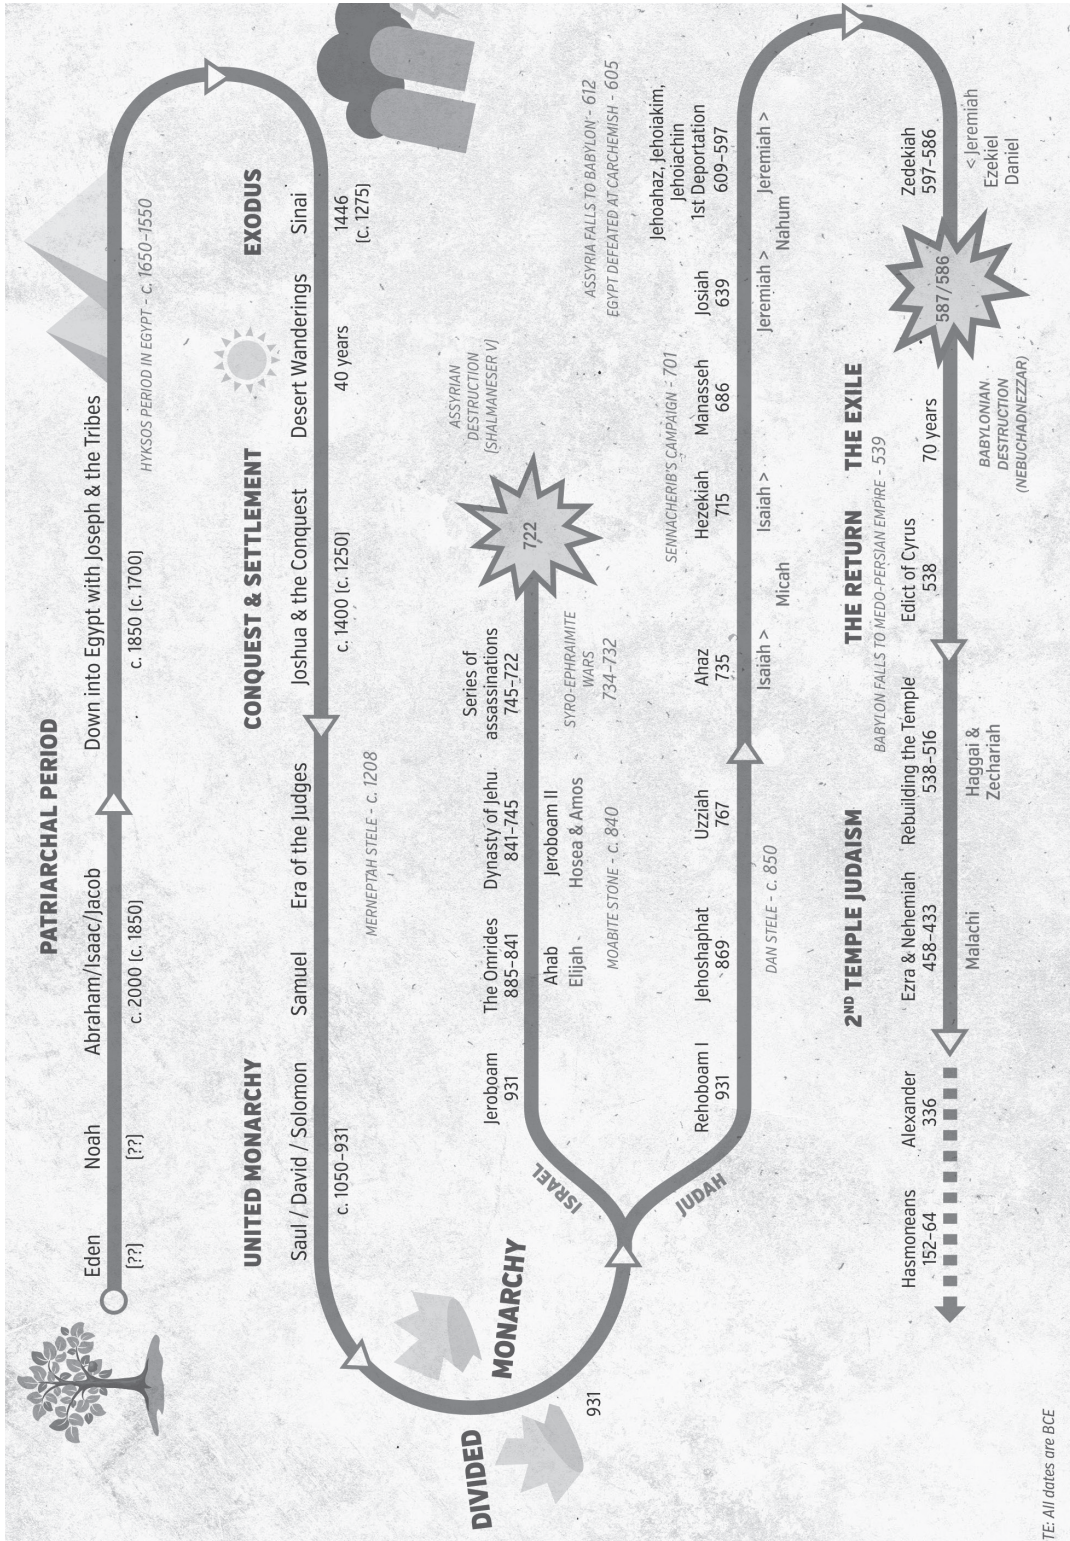 PATRIARCHAL PERIOD
Eden
[??]
Noah
[??]
Abraham/Isaac/Jacob
c. 2000 [c. 1850]
Down into Egypt with Joseph & the Tribes
c. 1850 [c. 1700]
HYKSOS PERIOD IN EGYPT - c. 1650-1550
EXODUS
Sinai
1446
[c. 1275]
Desert Wanderings
40 years
CONQUEST & SETTLEMENT
Joshua & the Conquest
c. 1400 [c. 1250]
Era of the Judges
MERNEPTAH STELE - c. 1208
Samuel
UNITED MONARCHY
Saul / David / Solomon
c. 1050-931
DIVIDED
MONARCHY
931
ISRAEL
Jeroboam
931
The Omrides
885-841
Ahab
Elijah
Dynasty of Jehu
841-745
Jeroboam II
Hosea & Amos
MOABITE STONE - c. 840
Series of
assassinations
745-722
SYRO-EPHRAIMITE
WARS
734-732
722
ASSYRIAN
DESTRUCTION
[SHALMANESER V]
JUDAH
Rehoboam I
931
Jehoshaphat
869
DAN STELE - c. 850
Uzziah
767
Ahaz
735
Isaiah >
Micah
SENNACHERIB'S CAMPAIGN - 701
Hezekiah
715
Isaiah >
Manasseh
686
ASSYRIA FALLS TO BABYLON - 612
EGYPT DEFEATED AT CARCHEMISH - 605
Josiah
639
Jeremiah >
Nahum
Jehoahaz, Jehoiakim,
Jehoiachin
1st Deportation
609-597
Jeremiah >
Zedekiah
597-586
< Jeremiah
Ezekiel
Daniel
587/586
BABYLONIAN
DESTRUCTION
(NEBUCHADNEZZAR)
THE EXILE
70 years
THE RETURN
BABYLON FALLS TO MEDO-PERSIAN EMPIRE - 539
Edict of Cyrus
538
Rebuilding the Temple
538-516
Haggai &
Zechariah
2ND TEMPLE JUDAISM
Ezra & Nehemiah
458-433
Malachi
Alexander
336
Hasmoneans
152-64
TE: All dates are BCE